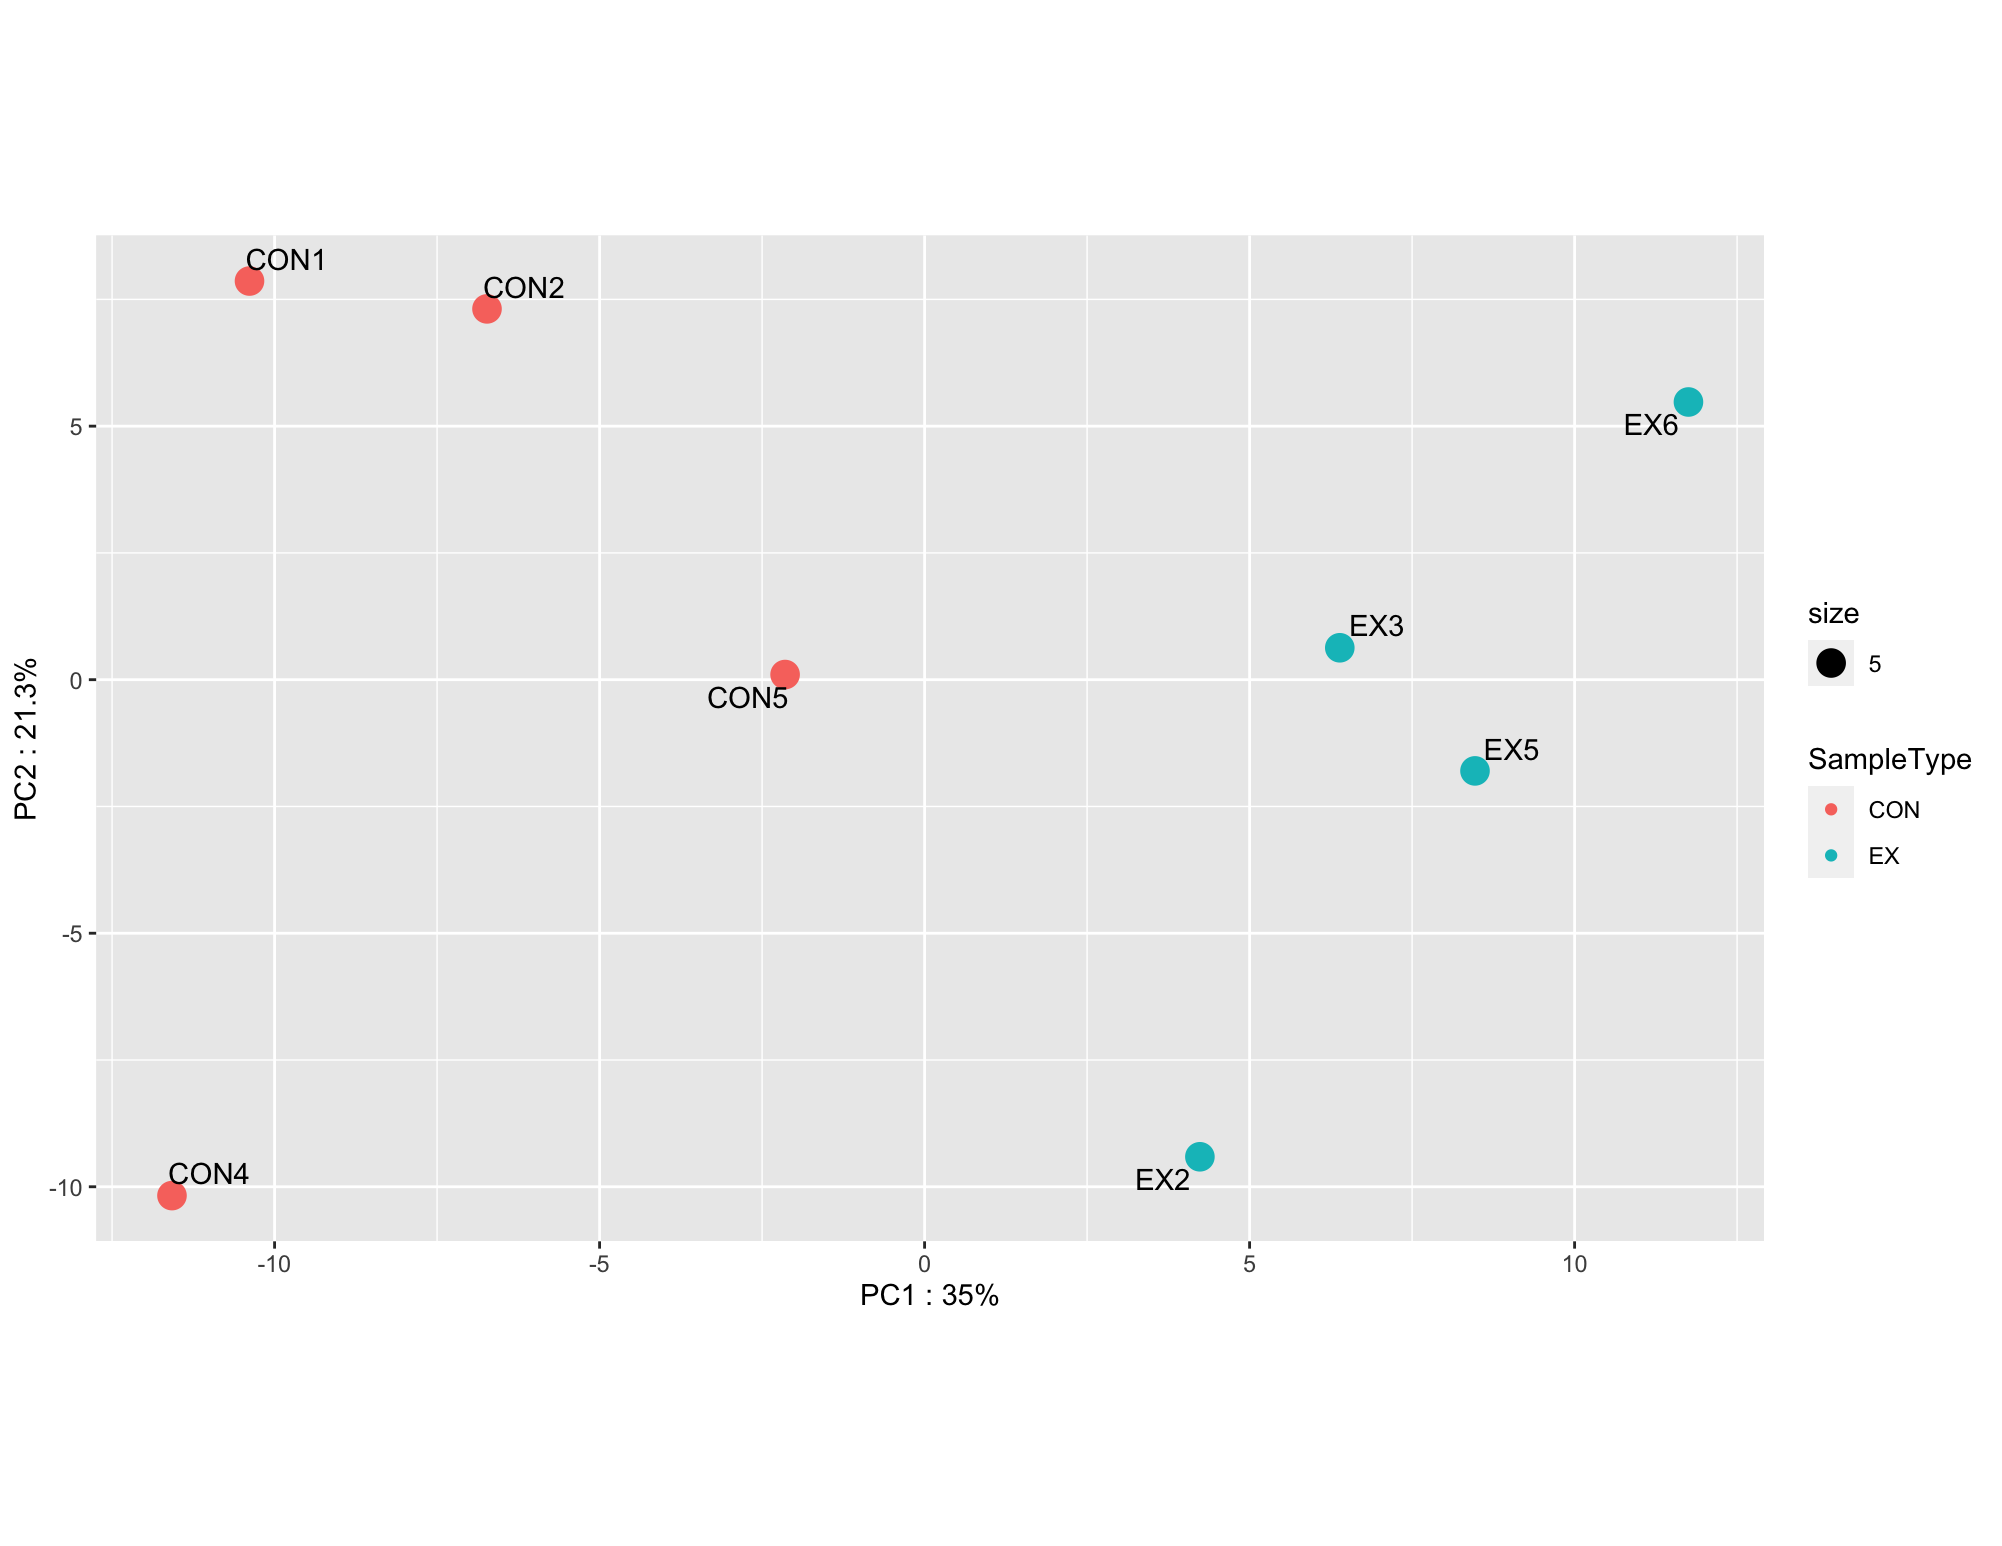 CON1
CON2
EX6
EX3
CON5
EX5
CON4
EX2
5
0
-5
-10
-10
-5
0
5
10
PC1 : 35%
PC2 : 21.3%
size
5
SampleType
CON
EX